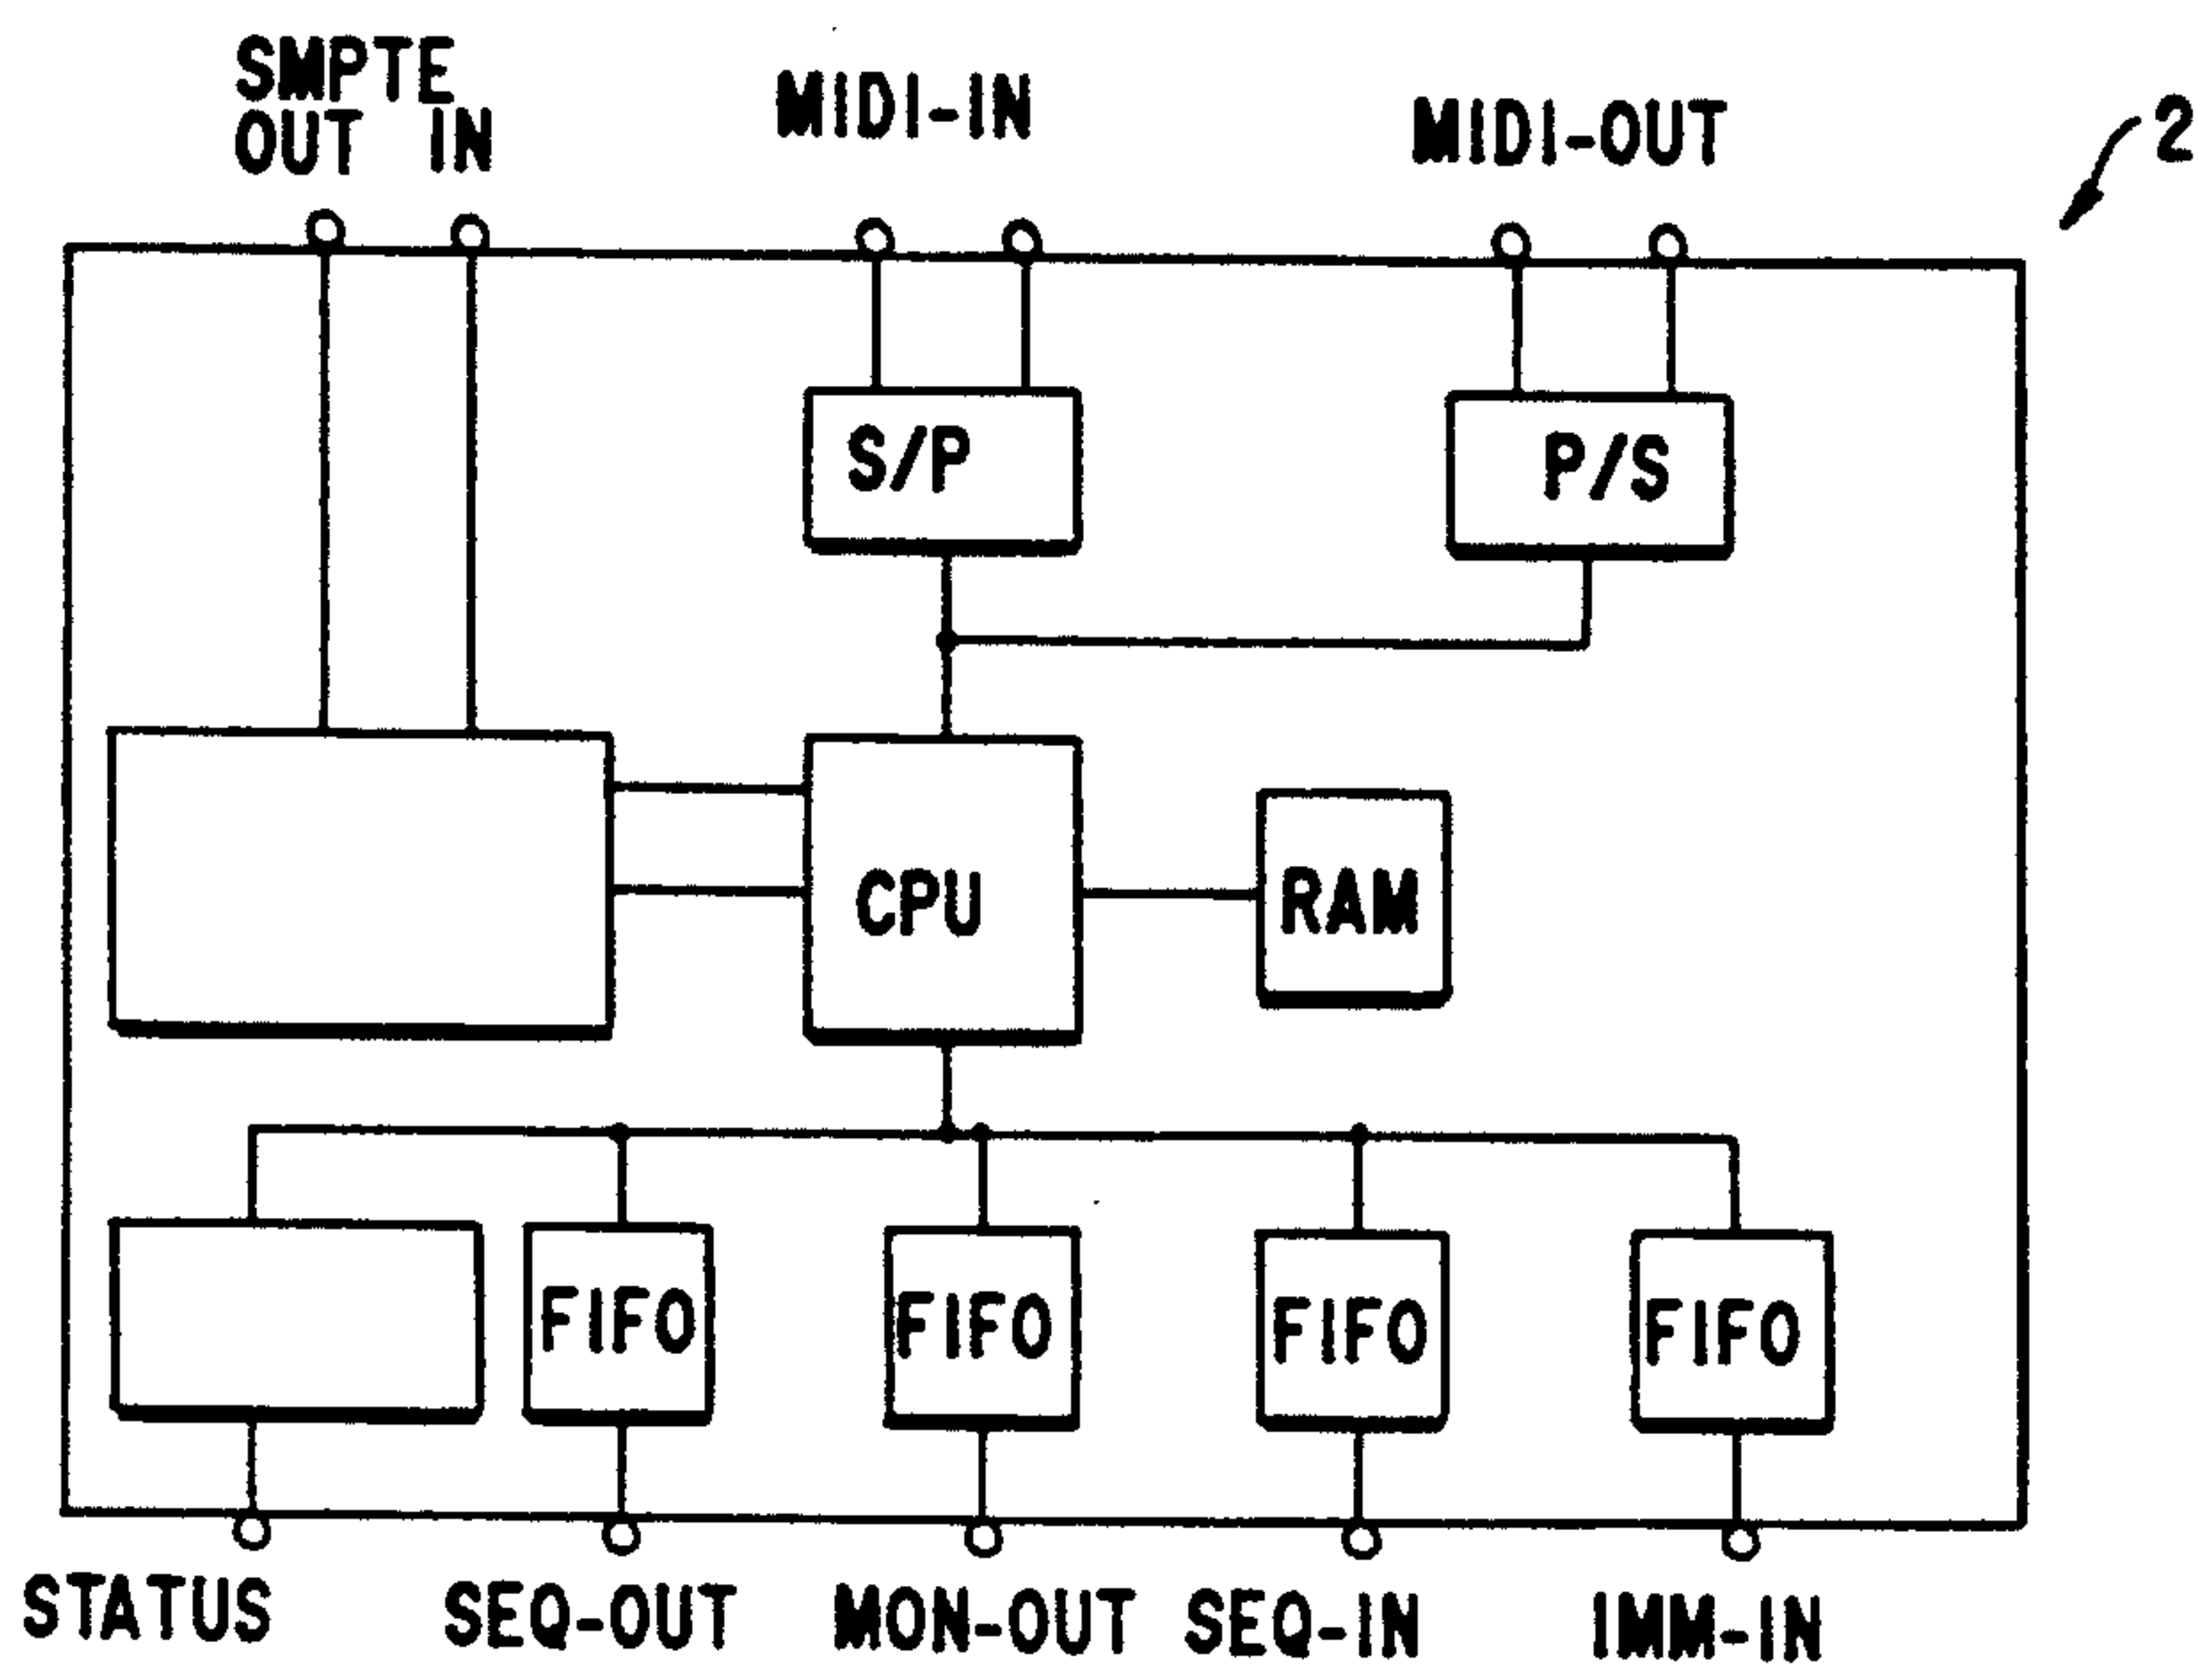 SMPTE
OUT IN
MIDI-IN
MIDI-OUT
2
S/P
P/S
CPU
RAM
FIFO
FIFO
FIFO
FIFO
STATUS
SEQ-OUT
MON-OUT
SEQ-IN
IMM-IN